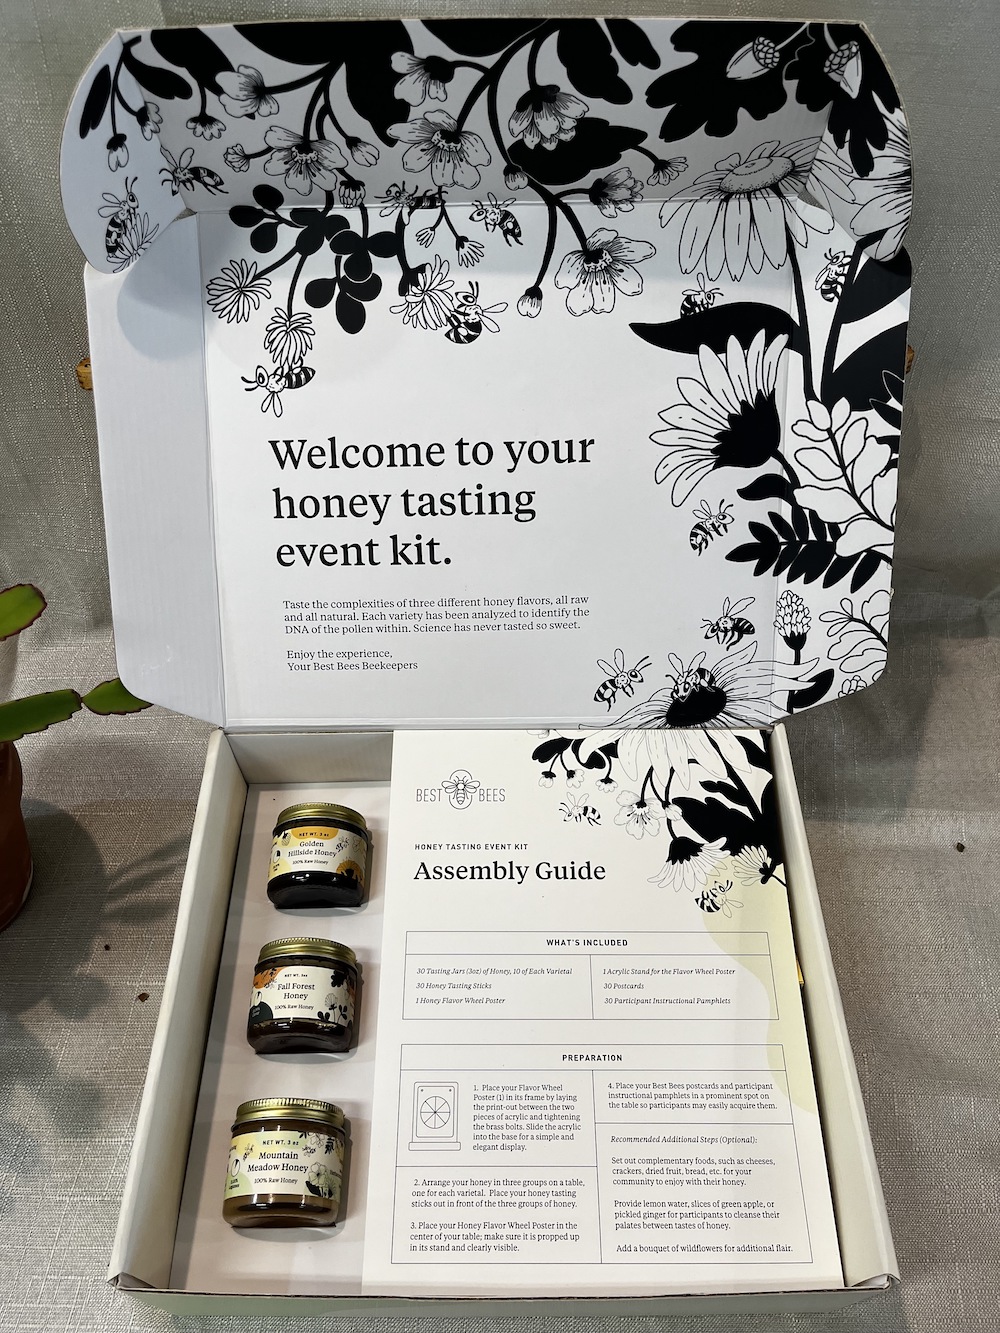 Welcome to your
honey tasting
event kit.
Taste the complexities of three different honey flavors, all raw
and all natural. Each variety has been analyzed to identify the
DNA of the pollen within. Science has never tasted so sweet.
Enjoy the experience,
Your Best Bees Beekeepers
BEST BEES
HONEY TASTING EVENT KIT
Assembly Guide
WHAT'S INCLUDED
30 Tasting Jars (3oz) of Honey, 10 of Each Varietal
30 Honey Tasting Sticks
1 Honey Flavor Wheel Poster
1 Acrylic Stand for the Flavor Wheel Poster
30 Postcards
30 Participant Instructional Pamphlets
PREPARATION
1. Place your Flavor Wheel
Poster (1) in its frame by laying
the print-out between the two
pieces of acrylic and tightening
the brass bolts. Slide the acrylic
into the base for a simple and
elegant display.
2. Arrange your honey in three groups on a table,
one for each varietal. Place your honey tasting
sticks out in front of the three groups of honey.
3. Place your Honey Flavor Wheel Poster in the
center of your table; make sure it is propped up
in its stand and clearly visible.
4. Place your Best Bees postcards and participant
instructional pamphlets in a prominent spot on
the table so participants may easily acquire them.
Recommended Additional Steps (Optional):
Set out complementary foods, such as cheeses,
crackers, dried fruit, bread, etc. for your
community to enjoy with their honey.
Provide lemon water, slices of green apple, or
pickled ginger for participants to cleanse their
palates between tastes of honey.
Add a bouquet of wildflowers for additional flair.
NET WT. 3 oz
Golden
Hillside Honey
100% Raw Honey
NET WT. 3oz
Fall Forest
Honey
100% Raw Honey
NET WT. 3 oz
Mountain
Meadow Honey
100% Raw Honey